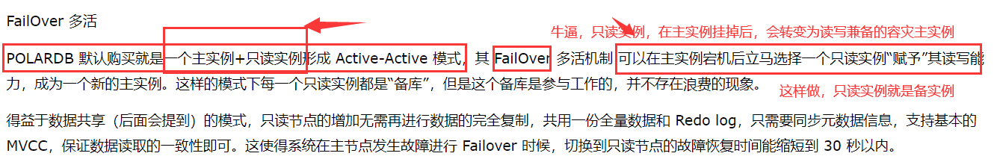 FailOver 多活
牛逼，只读实例，在主实例挂掉后，会转变为读写兼备的容灾主实例
POLARDB 默认购买就是一个主实例+只读实例形成 Active-Active 模式，其 FailOver 多活机制 可以在主实例宕机后立马选择一个只读实例“赋予”其读写能
力，成为一个新的主实例。这样的模式下每一个只读实例都是“备库”，但是这个备库是参与工作的，并不存在浪费的现象。
这样做，只读实例就是备实例
得益于数据共享（后面会提到）的模式，只读节点的增加无需再进行数据的完全复制，共用一份全量数据和 Redo log，只需要同步元数据信息，支持基本的
MVCC，保证数据读取的一致性即可。这使得系统在主节点发生故障进行 Failover 时候，切换到只读节点的故障恢复时间能缩短到 30 秒以内。